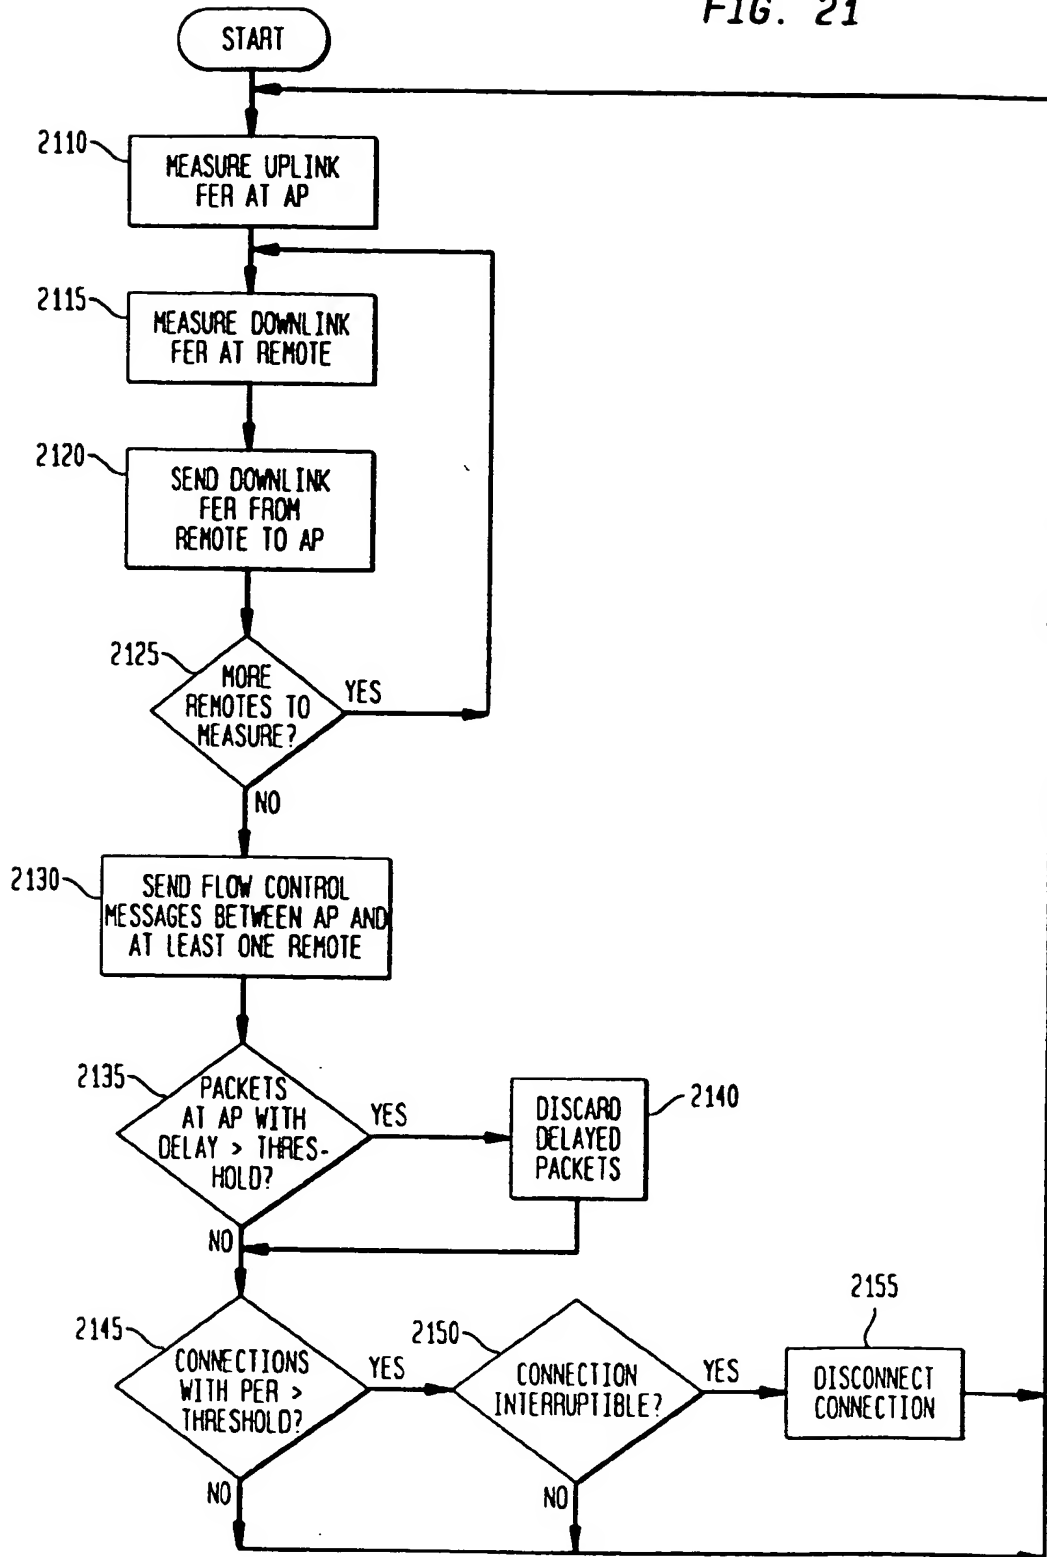 FIG. 21
START
2110
MEASURE UPLINK
FER AT AP
2115
MEASURE DOWNLINK
FER AT REMOTE
2120
SEND DOWNLINK
FER FROM
REMOTE TO AP
2125
MORE
REMOTES TO
MEASURE?
YES
NO
2130
SEND FLOW CONTROL
MESSAGES BETWEEN AP AND
AT LEAST ONE REMOTE
2135
PACKETS
AT AP WITH
DELAY > THRES-
HOLD?
YES
NO
DISCARD
DELAYED
PACKETS
2140
2145
CONNECTIONS
WITH PER >
THRESHOLD?
YES
NO
2150
CONNECTION
INTERRUPTIBLE?
YES
NO
2155
DISCONNECT
CONNECTION